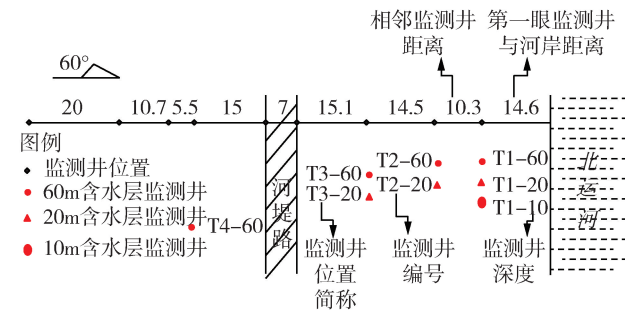 相邻监测井
距离
第一眼监测井
与河岸距离
60°
20
10.7
5.5
15
7
15.1
14.5
10.3
14.6
图例
监测井位置
60m含水层监测井
20m含水层监测井
10m含水层监测井
T4-60
河堤路
T3-60
T3-20
T2-60
T2-20
T1-60
T1-20
T1-10
北运河
监测井
位置
简称
监测井
编号
监测井
深度